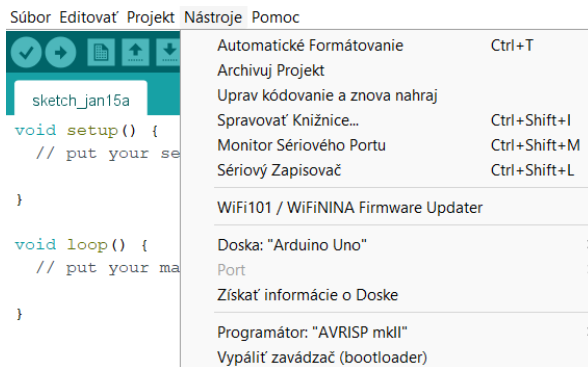 Súbor Editovať Projekt Nástroje Pomoc
sketch_jan15a
void setup() {
// put your se
}
void loop() {
// put your ma
}
Automatické Formátovanie Ctrl+T
Archivuj Projekt
Uprav kódovanie a znova nahraj
Spravovať Knižnice... Ctrl+Shift+I
Monitor Sériového Portu Ctrl+Shift+M
Sériový Zapisovač Ctrl+Shift+L
WiFi101 / WiFiNINA Firmware Updater
Doska: "Arduino Uno"
Port
Získať informácie o Doske
Programátor: "AVRISP mkII"
Vypáliť zavádzač (bootloader)